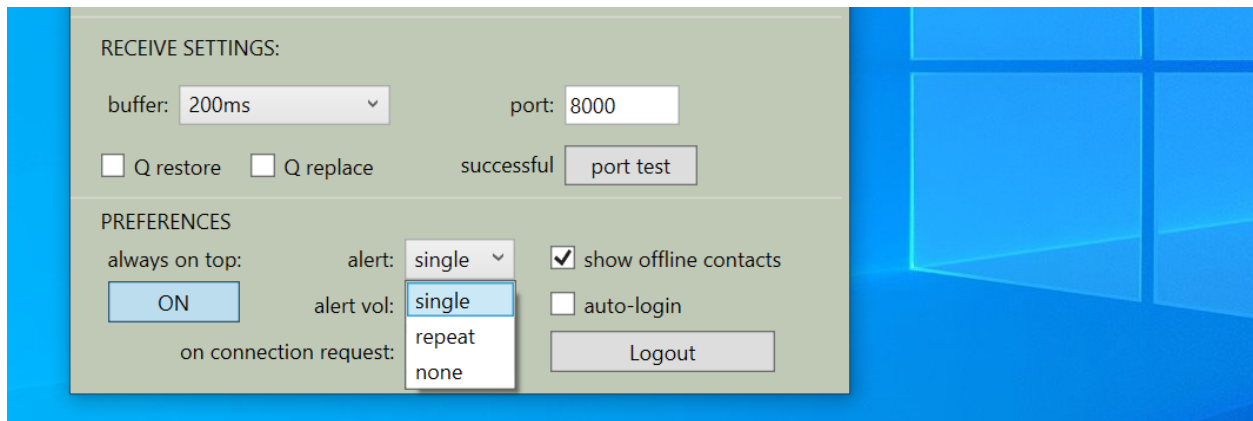 RECEIVE SETTINGS:
buffer: 200ms port: 8000
Q restore Q replace successful port test
PREFERENCES
always on top: alert: single show offline contacts
ON alert vol: single auto-login
repeat
on connection request: Logout
none